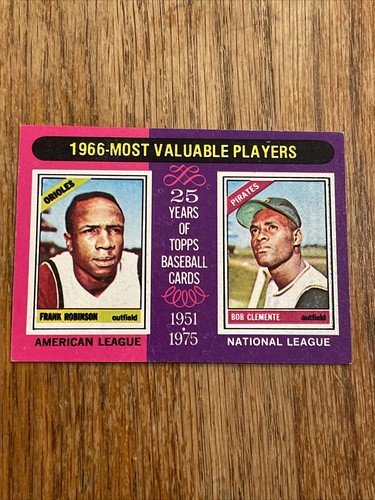 1966-MOST VALUABLE PLAYERS
ORIOLES
FRANK ROBINSON outfield
AMERICAN LEAGUE
25
YEARS
OF
TOPPS
BASEBALL
CARDS
1951
•
1975
PIRATES
BOB CLEMENTE outfield
NATIONAL LEAGUE